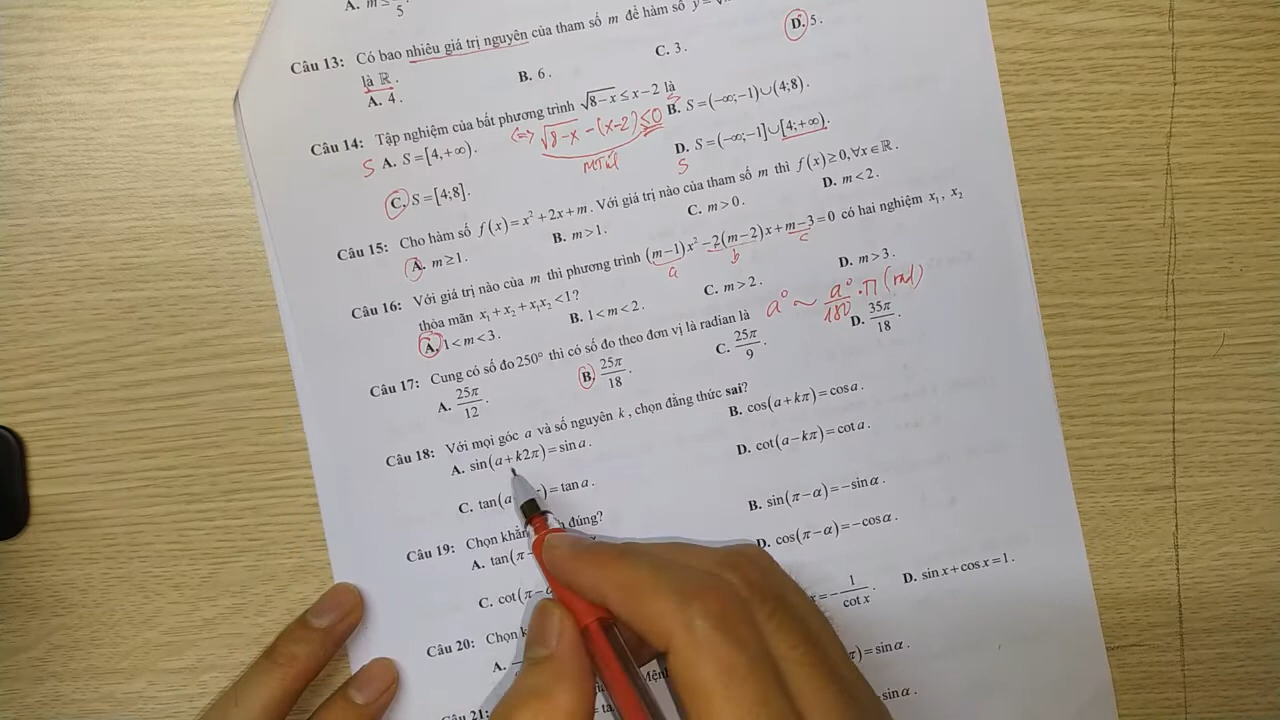 A. m ≤ /5 .
Câu 13: Có bao nhiêu giá trị nguyên của tham số m để hàm số y =
là ℝ.
A. 4. B. 6. C. 3. D. 5.
Câu 14: Tập nghiệm của bất phương trình √(8-x) ≤ x-2 là
⇔ √(8-x) - (x-2) ≤ 0
MTCT
S A. S=[4,+∞). S B. S=(-∞;-1)∪(4;8).
C. S=[4;8]. D. S=(-∞;-1]∪[4;+∞).
S
Câu 15: Cho hàm số f(x)=x²+2x+m. Với giá trị nào của tham số m thì f(x)≥0,∀x∈ℝ.
A. m≥1. B. m>1. C. m>0. D. m<2.
Câu 16: Với giá trị nào của m thì phương trình (m-1)x²-2(m-2)x+m-3=0 có hai nghiệm x₁, x₂
a b c
thỏa mãn x₁+x₂+x₁x₂<1?
A. 1<m<3. B. 1<m<2. C. m>2. D. m>3.
a° ~ a°/180 . π (rad)
Câu 17: Cung có số đo 250° thì có số đo theo đơn vị là radian là
A. 25π/12. B. 25π/18. C. 25π/9. D. 35π/18.
Câu 18: Với mọi góc a và số nguyên k, chọn đẳng thức sai?
A. sin(a+k2π)=sin a. B. cos(a+kπ)=cos a.
C. tan(a )=tan a. D. cot(a-kπ)=cot a.
Câu 19: Chọn đúng?
A. tan(π- B. sin(π-α)=-sin α.
C. cot(π-α D. cos(π-α)=-cos α.
Câu 20: Chọn
A. =-1/cot x. D. sin x+cos x=1.
Câu 21: π)=sin α.
sin α.